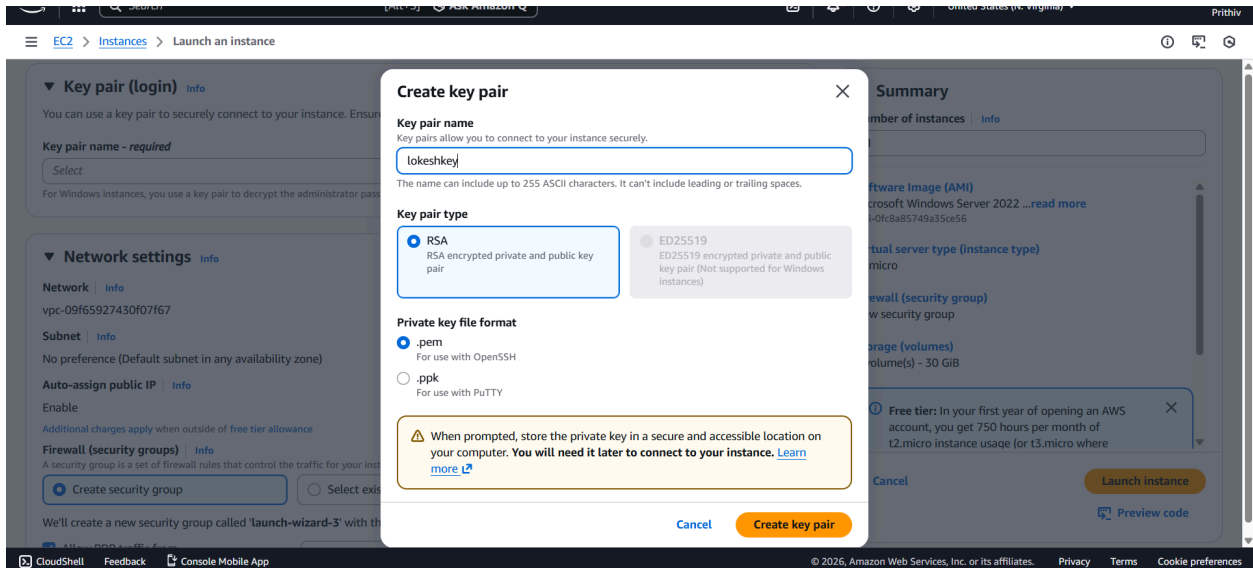 Search
[Alt+S]
Ask Amazon Q
United States (N. Virginia)
Prithiv
EC2 > Instances > Launch an instance
Key pair (login) Info
You can use a key pair to securely connect to your instance. Ensure
Key pair name - required
Select
For Windows instances, you use a key pair to decrypt the administrator pass
Network settings Info
Network Info
vpc-09f65927430f07f67
Subnet Info
No preference (Default subnet in any availability zone)
Auto-assign public IP Info
Enable
Additional charges apply when outside of free tier allowance
Firewall (security groups) Info
A security group is a set of firewall rules that control the traffic for your inst
Create security group
Select exis
We'll create a new security group called 'launch-wizard-3' with th
Create key pair
Key pair name
Key pairs allow you to connect to your instance securely.
lokeshkey
The name can include up to 255 ASCII characters. It can't include leading or trailing spaces.
Key pair type
RSA
RSA encrypted private and public key
pair
ED25519
ED25519 encrypted private and public
key pair (Not supported for Windows
instances)
Private key file format
.pem
For use with OpenSSH
.ppk
For use with PuTTY
When prompted, store the private key in a secure and accessible location on
your computer. You will need it later to connect to your instance. Learn
more
Cancel
Create key pair
Summary
mber of instances Info
ftware Image (AMI)
crosoft Windows Server 2022 ...read more
i-0fc8a85749a35ce56
rtual server type (instance type)
micro
ewall (security group)
w security group
orage (volumes)
volume(s) - 30 GiB
Free tier: In your first year of opening an AWS
account, you get 750 hours per month of
t2.micro instance usage (or t3.micro where
Cancel
Launch instance
Preview code
CloudShell Feedback Console Mobile App
© 2026, Amazon Web Services, Inc. or its affiliates. Privacy Terms Cookie preferences